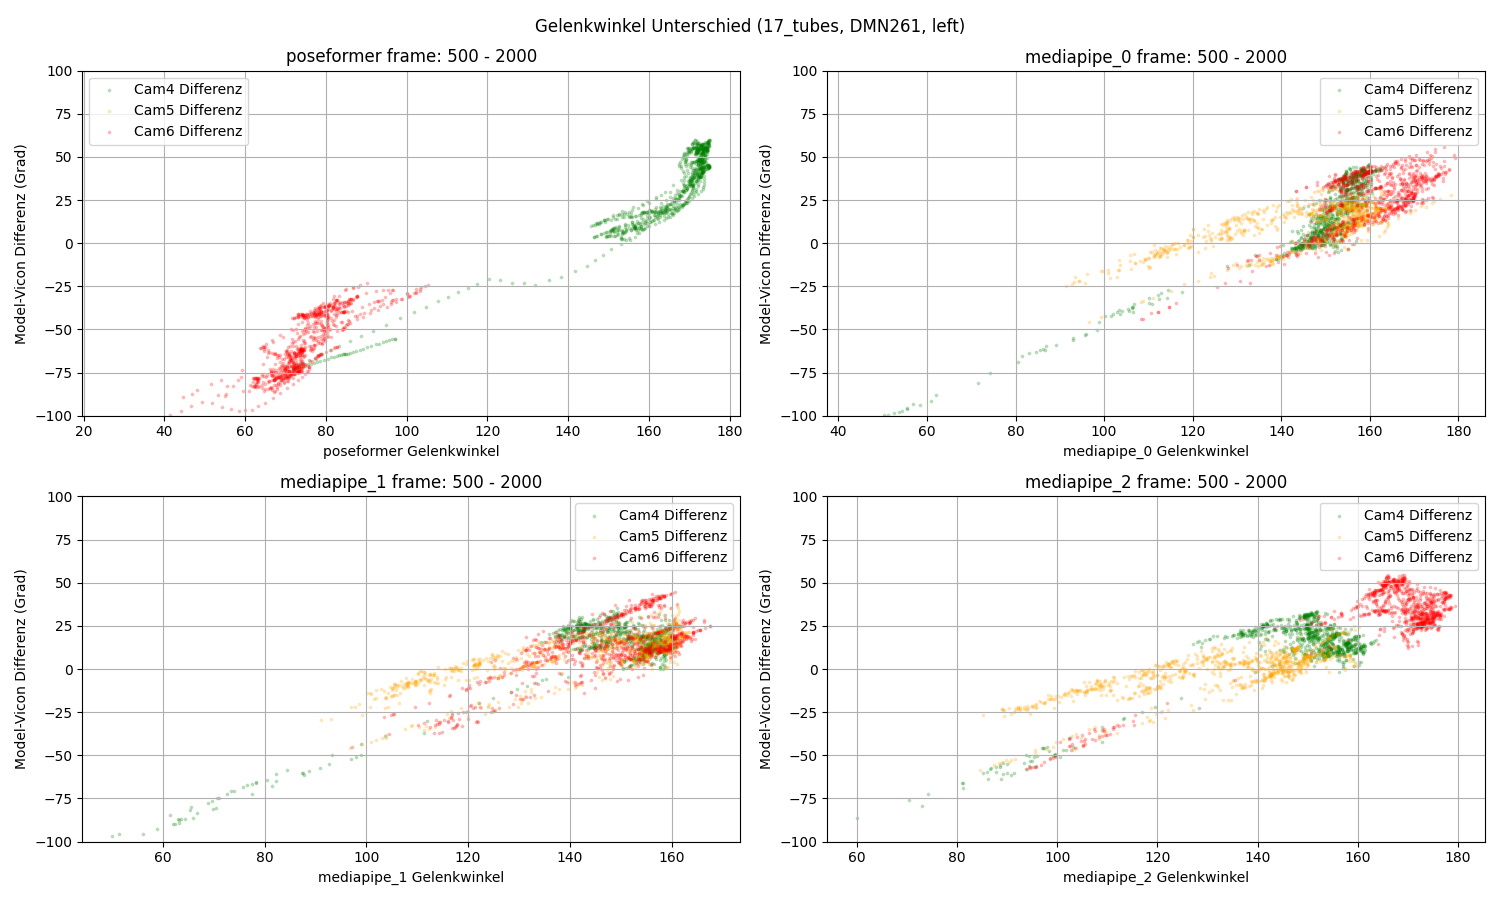 Gelenkwinkel Unterschied (17_tubes, DMN261, left)
poseformer frame: 500 - 2000
Model-Vicon Differenz (Grad)
100
75
50
25
0
−25
−50
−75
−100
Cam4 Differenz
Cam5 Differenz
Cam6 Differenz
20 40 60 80 100 120 140 160 180
poseformer Gelenkwinkel
mediapipe_0 frame: 500 - 2000
Model-Vicon Differenz (Grad)
100
75
50
25
0
−25
−50
−75
−100
Cam4 Differenz
Cam5 Differenz
Cam6 Differenz
40 60 80 100 120 140 160 180
mediapipe_0 Gelenkwinkel
mediapipe_1 frame: 500 - 2000
Model-Vicon Differenz (Grad)
100
75
50
25
0
−25
−50
−75
−100
Cam4 Differenz
Cam5 Differenz
Cam6 Differenz
60 80 100 120 140 160
mediapipe_1 Gelenkwinkel
mediapipe_2 frame: 500 - 2000
Model-Vicon Differenz (Grad)
100
75
50
25
0
−25
−50
−75
−100
Cam4 Differenz
Cam5 Differenz
Cam6 Differenz
60 80 100 120 140 160 180
mediapipe_2 Gelenkwinkel